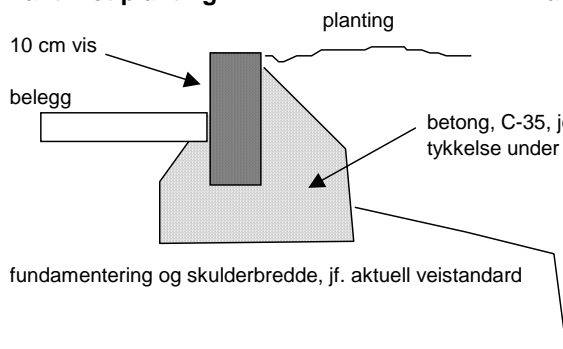 planting
10 cm vis
belegg
betong, C-35,
tykkelse under
fundamentering og skulderbredde, jf. aktuell veistandard